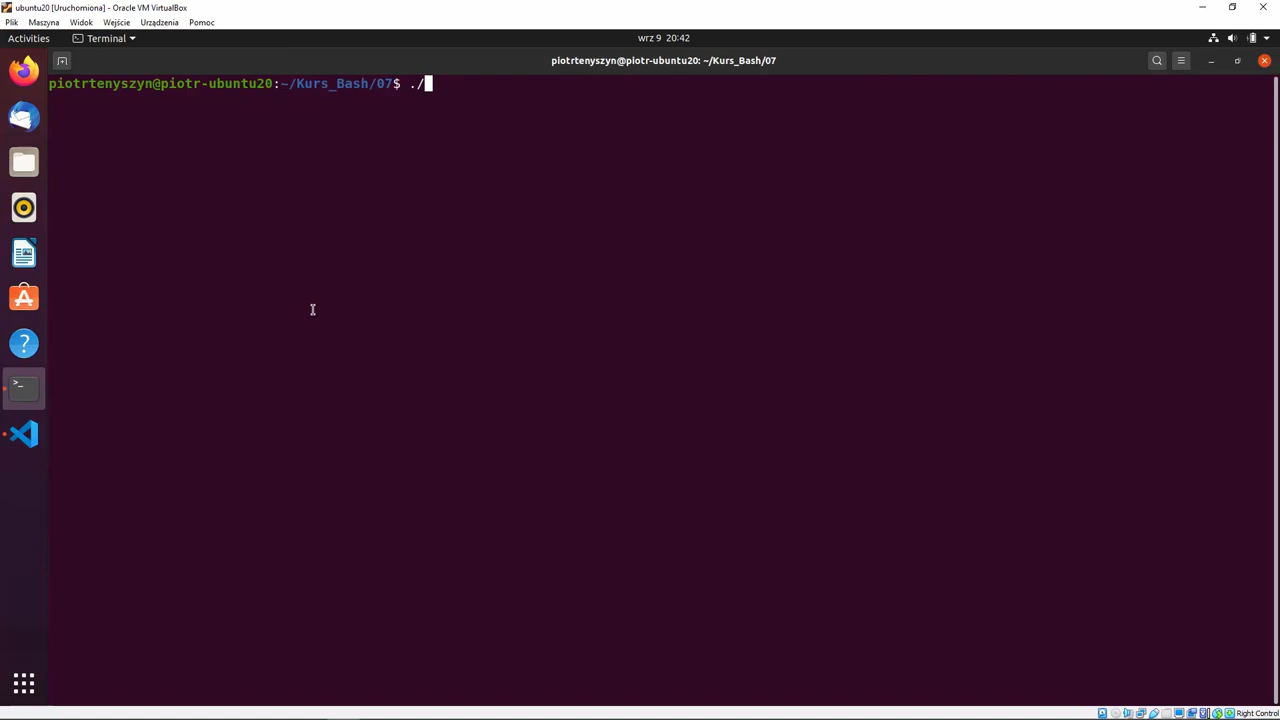 ubuntu20 [Uruchomiona] - Oracle VM VirtualBox
Plik Maszyna Widok Wejście Urządzenia Pomoc
Activities Terminal wrz 9 20:42
piotrtenyszyn@piotr-ubuntu20: ~/Kurs_Bash/07
piotrtenyszyn@piotr-ubuntu20:~/Kurs_Bash/07$ ./
Right Control